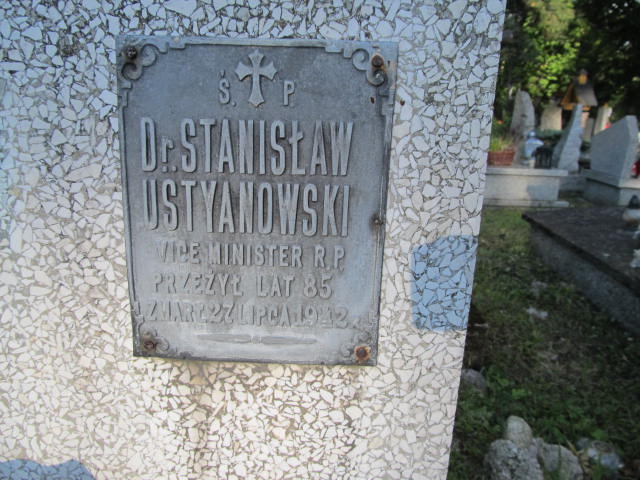 Ś. P.
Dr. STANISŁAW
USTYANOWSKI
VICE MINISTER R.P.
PRZEŻYŁ LAT 85
ZMARŁ 27 LIPCA 1942